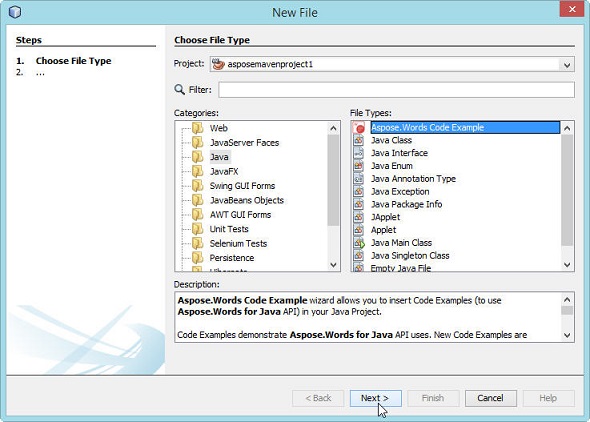 New File
Steps
1. Choose File Type
2. ...
Choose File Type
Project: asposemavenproject1
Filter:
Categories:
Web
JavaServer Faces
Java
JavaFX
Swing GUI Forms
JavaBeans Objects
AWT GUI Forms
Unit Tests
Selenium Tests
Persistence
Hibernate
File Types:
Aspose.Words Code Example
Java Class
Java Interface
Java Enum
Java Annotation Type
Java Exception
Java Package Info
JApplet
Applet
Java Main Class
Java Singleton Class
Empty Java File
Description:
Aspose.Words Code Example wizard allows you to insert Code Examples (to use
Aspose.Words for Java API) in your Java Project.
Code Examples demonstrate Aspose.Words for Java API uses. New Code Examples are
< Back
Next >
Finish
Cancel
Help